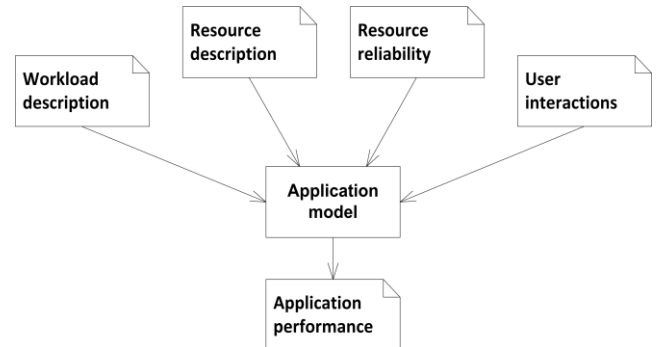 Resource
description
Resource
reliability
Workload
description
User
interactions
Application
model
Application
performance